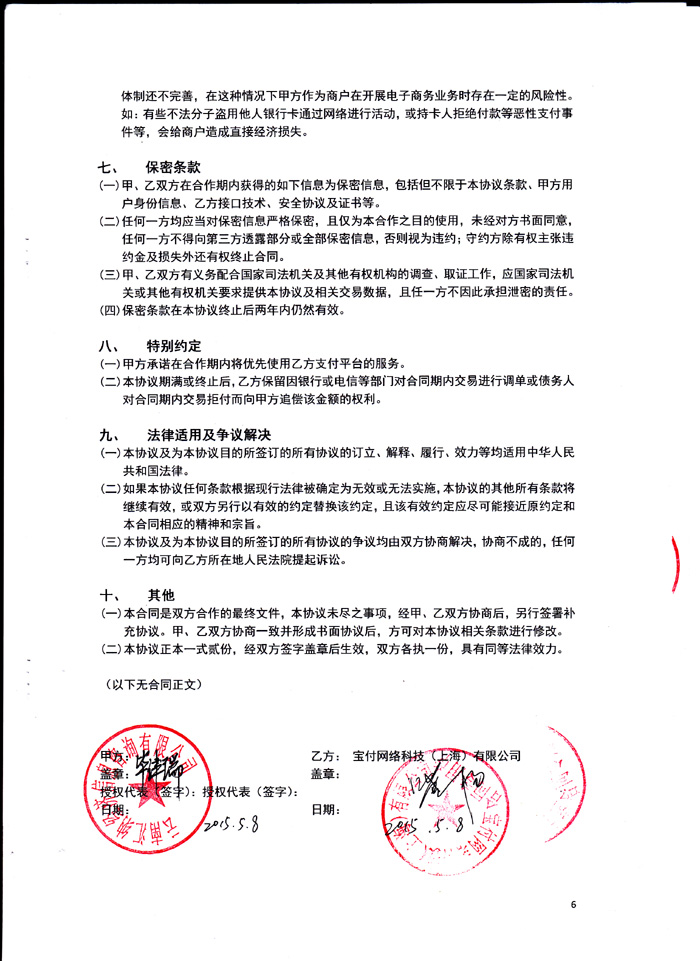 体制还不完善，在这种情况下甲方作为商户在开展电子商务业务时存在一定的风险性。
如：有些不法分子盗用他人银行卡通过网络进行活动，或持卡人拒绝付款等恶性支付事
件等，会给商户造成直接经济损失。
七、 保密条款
(一)甲、乙双方在合作期内获得的如下信息为保密信息，包括但不限于本协议条款、甲方用
户身份信息、乙方接口技术、安全协议及证书等。
(二)任何一方均应当对保密信息严格保密，且仅为本合作之目的使用，未经对方书面同意，
任何一方不得向第三方透露部分或全部保密信息，否则视为违约；守约方除有权主张违
约金及损失外还有权终止合同。
(三)甲、乙双方有义务配合国家司法机关及其他有权机构的调查、取证工作，应国家司法机
关或其他有权机关要求提供本协议及相关交易数据，且任一方不因此承担泄密的责任。
(四)保密条款在本协议终止后两年内仍然有效。
八、 特别约定
(一)甲方承诺在合作期内将优先使用乙方支付平台的服务。
(二)本协议期满或终止后，乙方保留因银行或电信等部门对合同期内交易进行调单或债务人
对合同期内交易拒付而向甲方追偿该金额的权利。
九、 法律适用及争议解决
(一)本协议及为本协议目的所签订的所有协议的订立、解释、履行、效力等均适用中华人民
共和国法律。
(二)如果本协议任何条款根据现行法律被确定为无效或无法实施，本协议的其他所有条款将
继续有效，或双方另行以有效的约定替换该约定，且该有效约定应尽可能接近原约定和
本合同相应的精神和宗旨。
(三)本协议及为本协议目的所签订的所有协议的争议均由双方协商解决，协商不成的，任何
一方均可向乙方所在地人民法院提起诉讼。
十、 其他
(一)本合同是双方合作的最终文件，本协议未尽之事项，经甲、乙双方协商后，另行签署补
充协议。甲、乙双方协商一致并形成书面协议后，方可对本协议相关条款进行修改。
(二)本协议正本一式贰份，经双方签字盖章后生效，双方各执一份，具有同等法律效力。
（以下无合同正文）
甲方： 乙方： 宝付网络科技（上海）有限公司
盖章： 盖章：
授权代表（签字）：授权代表（签字）：
日期： 日期：
2015.5.8 2015.5.8
6